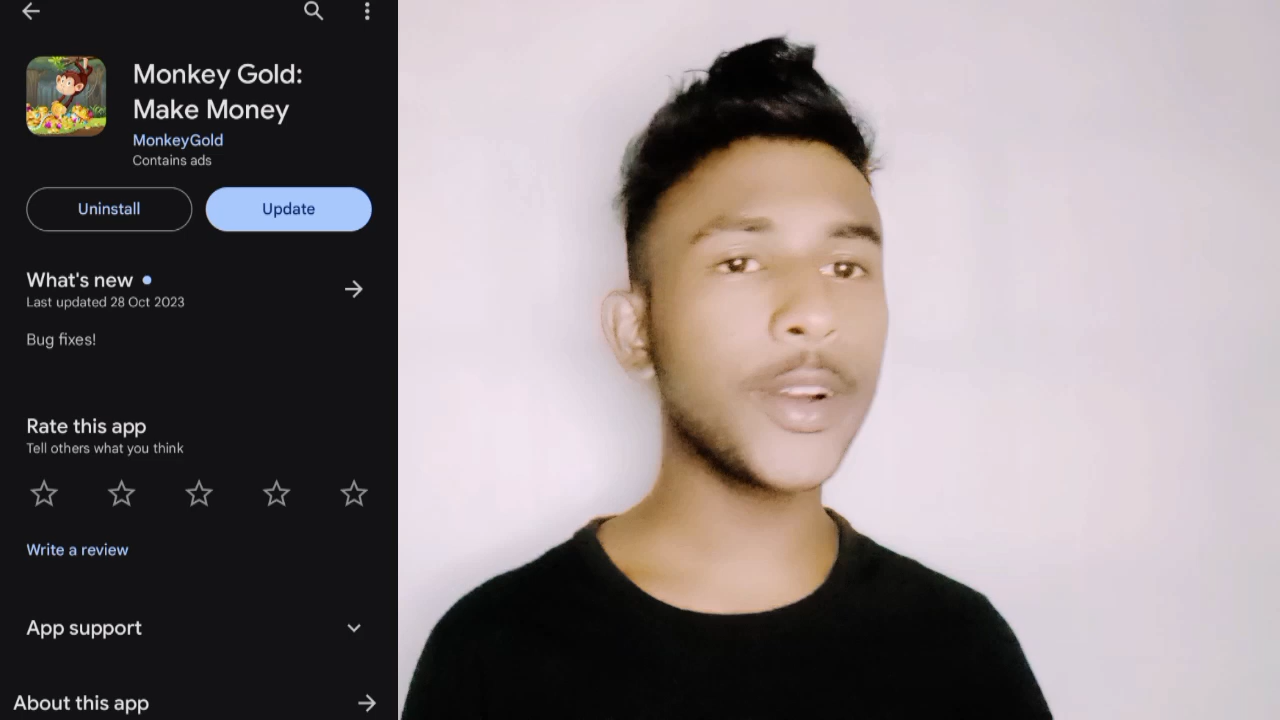 Monkey Gold:
Make Money
MonkeyGold
Contains ads
Uninstall
Update
What's new
Last updated 28 Oct 2023
Bug fixes!
Rate this app
Tell others what you think
Write a review
App support
About this app